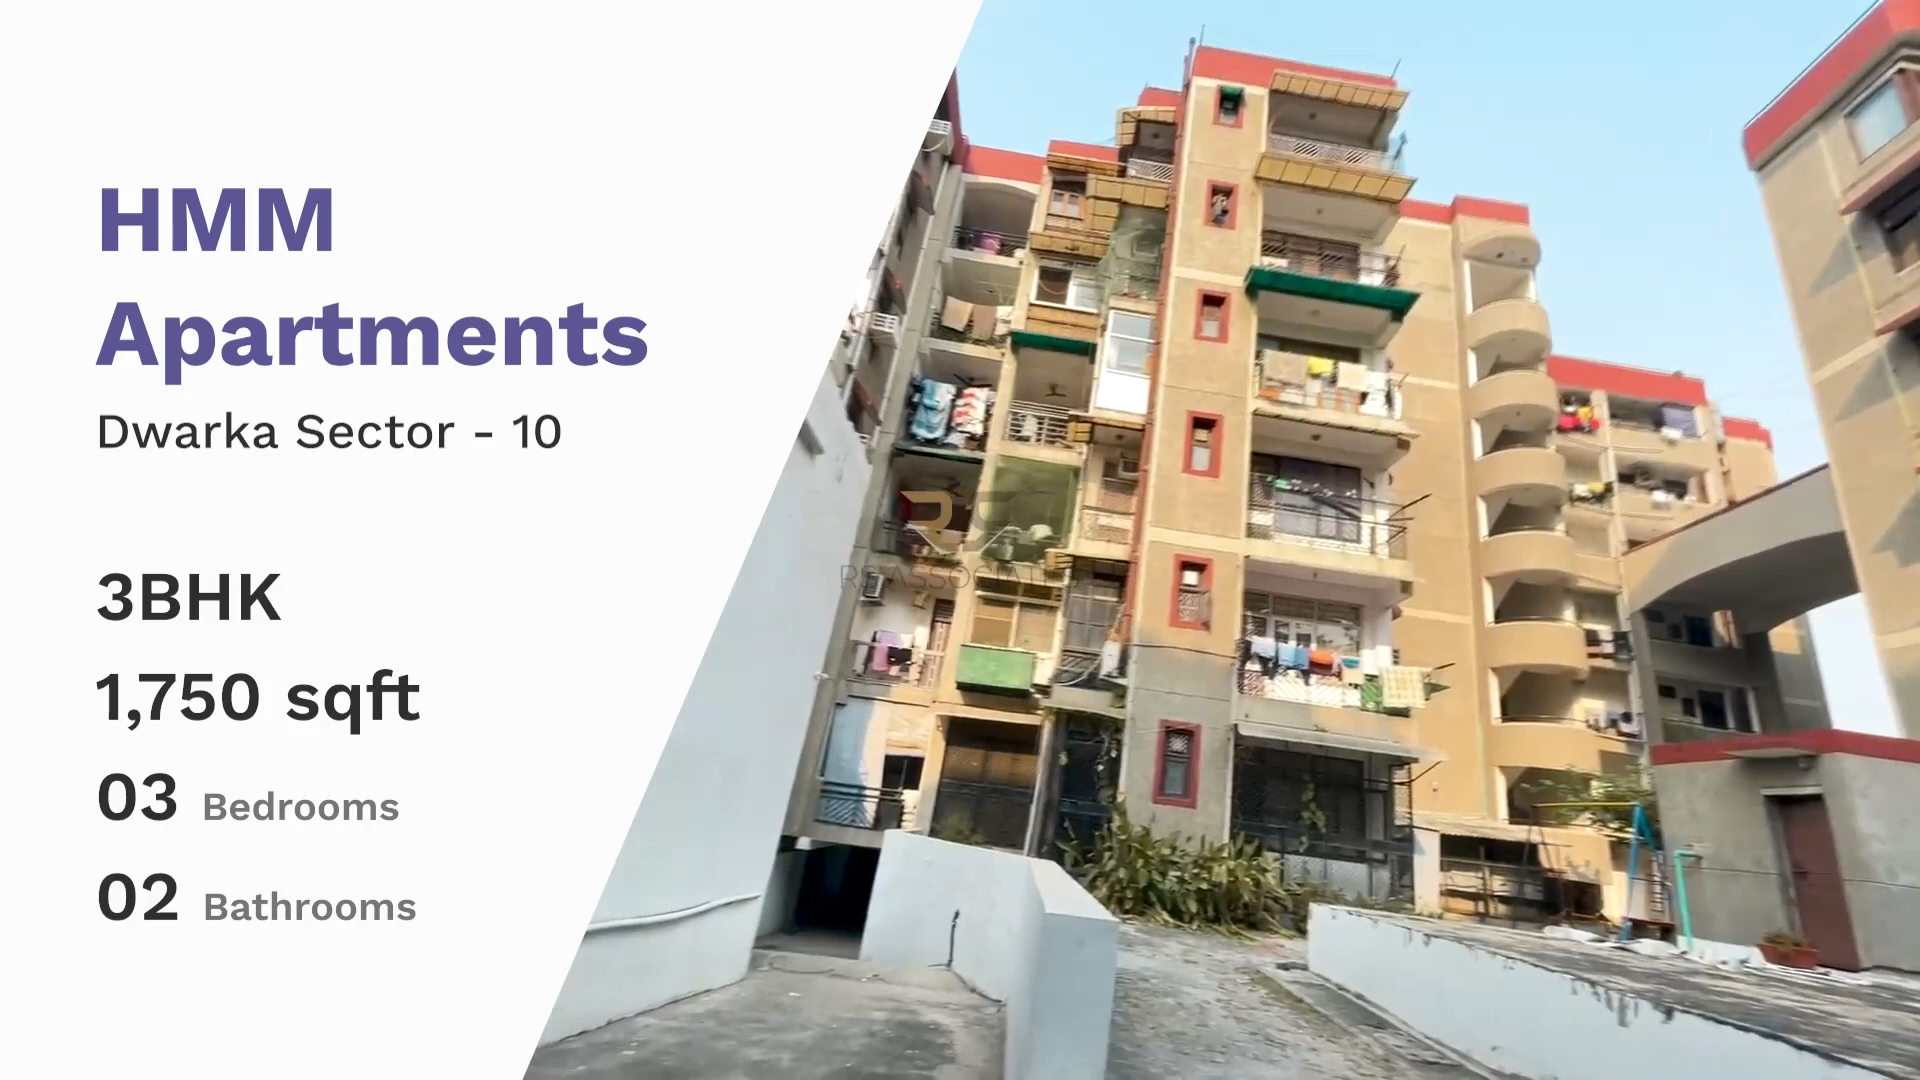 HMM
Apartments
Dwarka Sector - 10
3BHK
1,750 sqft
03 Bedrooms
02 Bathrooms